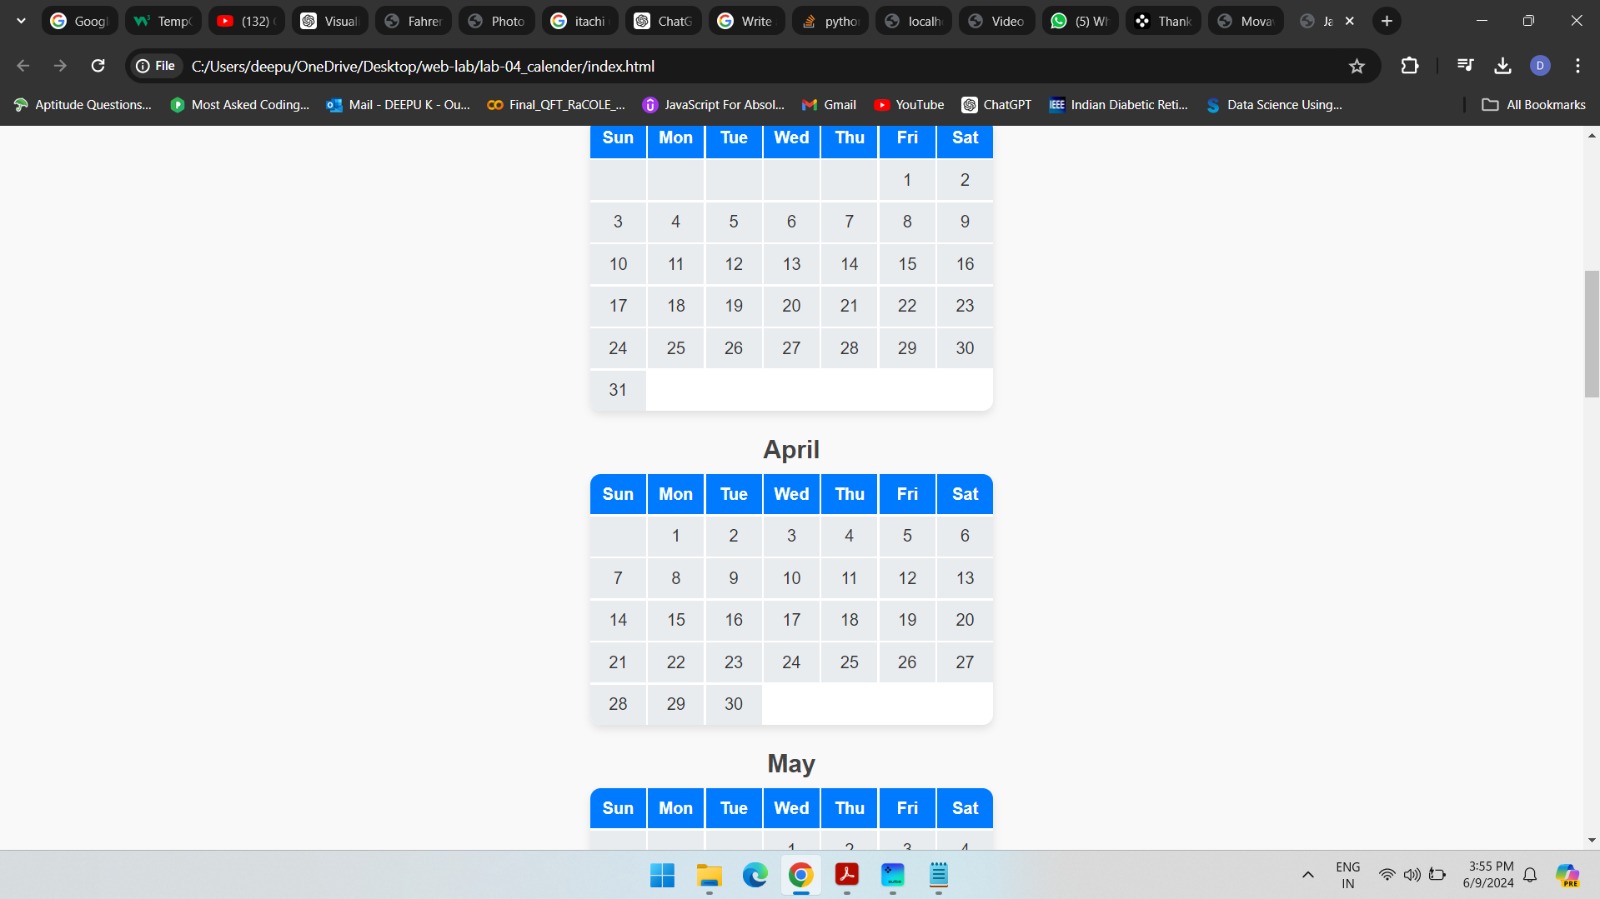 Googl TempC (132) Visual Fahren Photo itachi ChatG Write pytho localh Video (5) Wh Thank Mova Ja
File C:/Users/deepu/OneDrive/Desktop/web-lab/lab-04_calender/index.html
Aptitude Questions... Most Asked Coding... Mail - DEEPU K - Ou... Final_QFT_RaCOLE_... JavaScript For Absol... Gmail YouTube ChatGPT Indian Diabetic Reti... Data Science Using... All Bookmarks
Sun Mon Tue Wed Thu Fri Sat
1 2
3 4 5 6 7 8 9
10 11 12 13 14 15 16
17 18 19 20 21 22 23
24 25 26 27 28 29 30
31
April
Sun Mon Tue Wed Thu Fri Sat
1 2 3 4 5 6
7 8 9 10 11 12 13
14 15 16 17 18 19 20
21 22 23 24 25 26 27
28 29 30
May
Sun Mon Tue Wed Thu Fri Sat
1 2 3 4
ENG 3:55 PM
IN 6/9/2024